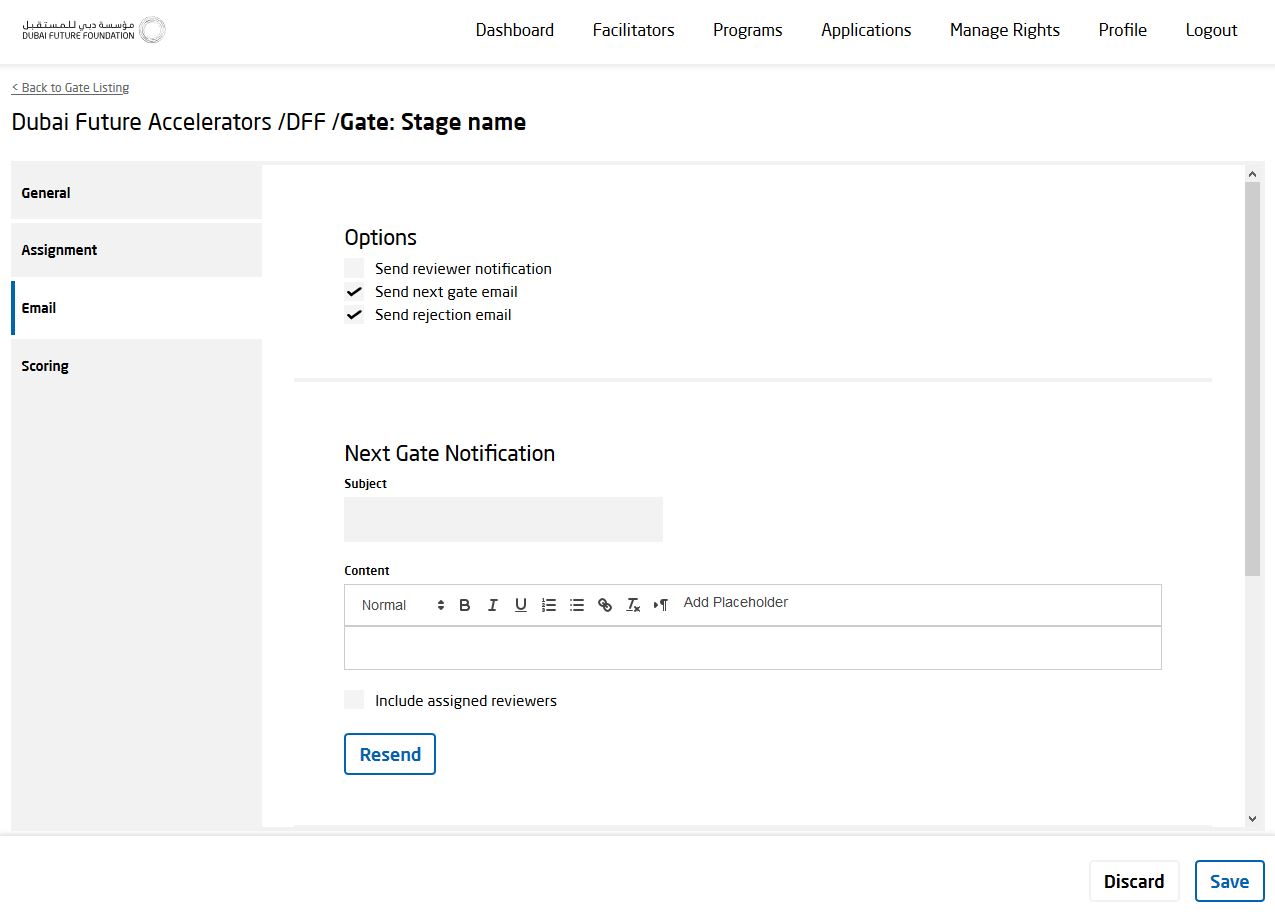 مؤسسة دبي للمستقبل
DUBAI FUTURE FOUNDATION
Dashboard Facilitators Programs Applications Manage Rights Profile Logout
< Back to Gate Listing
Dubai Future Accelerators /DFF /Gate: Stage name
General
Assignment
Email
Scoring
Options
Send reviewer notification
Send next gate email
Send rejection email
Next Gate Notification
Subject
Content
Normal B I U Add Placeholder
Include assigned reviewers
Resend
Discard Save